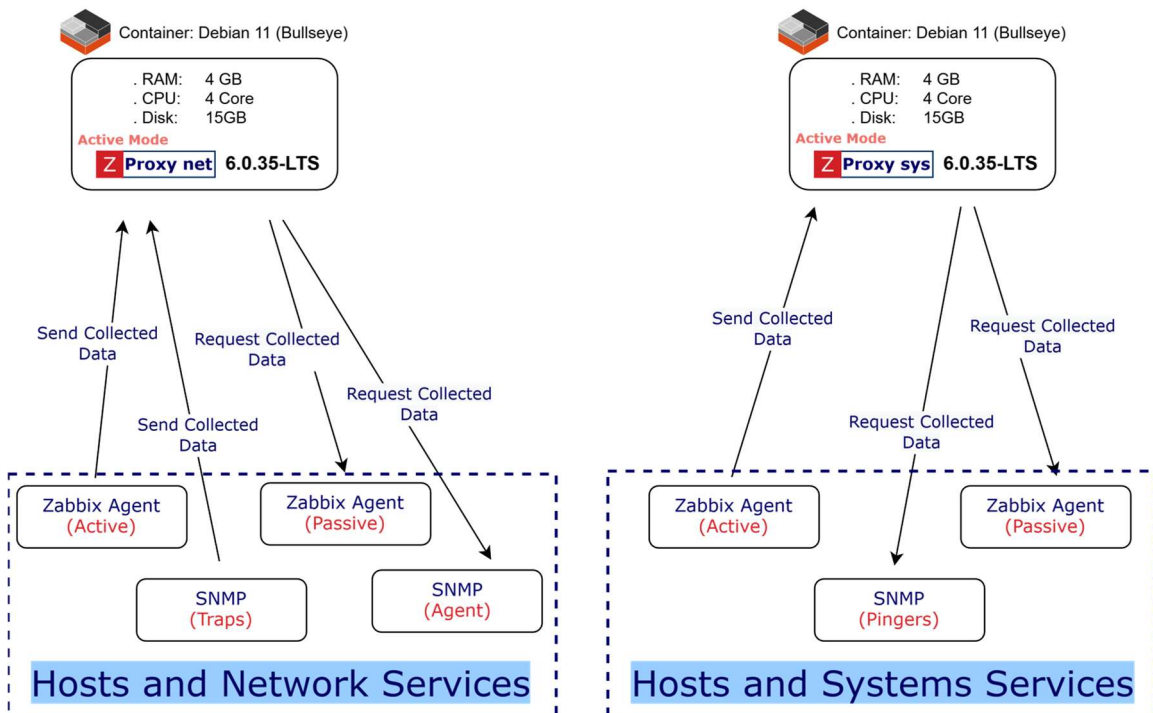 Container: Debian 11 (Bullseye)
. RAM: 4 GB
. CPU: 4 Core
. Disk: 15GB
Active Mode
Z Proxy net 6.0.35-LTS
Send Collected
Data
Request Collected
Data
Request Collected
Data
Send Collected
Data
Zabbix Agent
(Active)
Zabbix Agent
(Passive)
SNMP
(Traps)
SNMP
(Agent)
Hosts and Network Services
Container: Debian 11 (Bullseye)
. RAM: 4 GB
. CPU: 4 Core
. Disk: 15GB
Active Mode
Z Proxy sys 6.0.35-LTS
Send Collected
Data
Request Collected
Data
Request Collected
Data
Zabbix Agent
(Active)
Zabbix Agent
(Passive)
SNMP
(Pingers)
Hosts and Systems Services